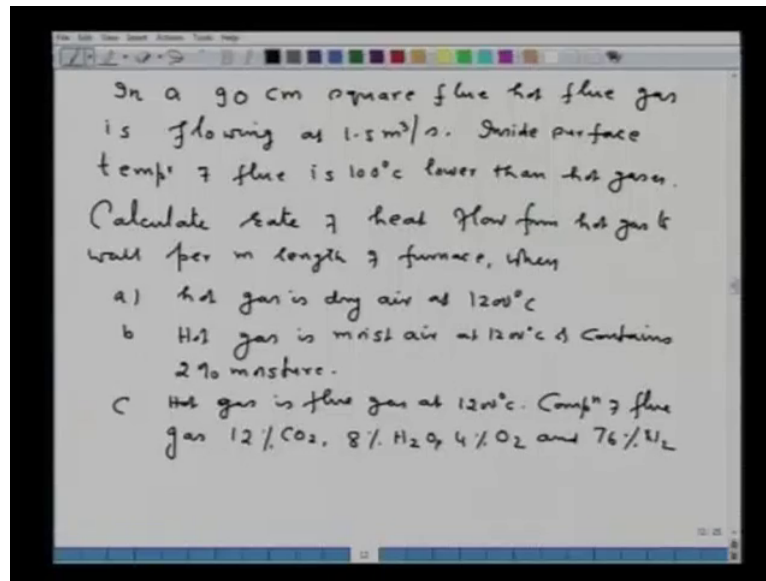 In a 90 cm square flue hot flue gas
is flowing at 1.5 m³/s. Inside surface
tempr of flue is 100°C lower than hot gases.
Calculate rate of heat flow from hot gas to
wall per m length of furnace, when
a) hot gas is dry air at 1200°C
b Hot gas is moist air at 1200°C & contains
2% moisture.
C Hot gas is flue gas at 1200°C. Compn of flue
gas 12% CO2, 8% H2O, 4% O2 and 76% N2
12